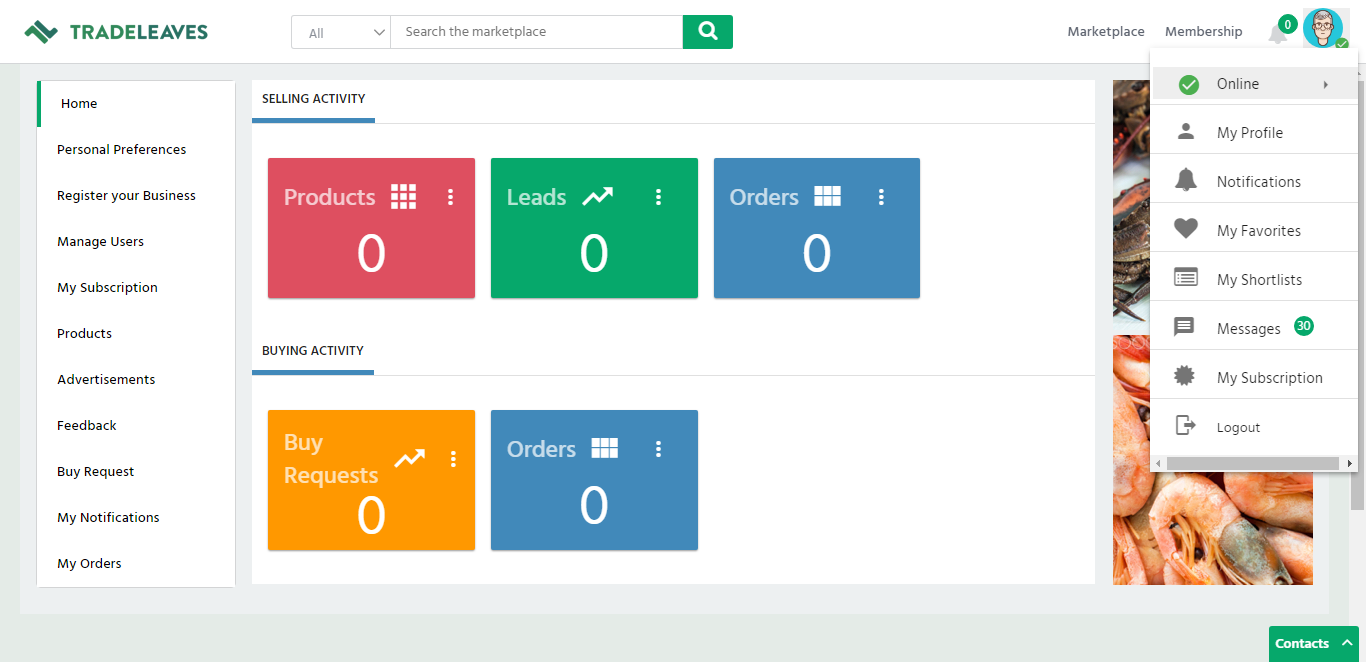 TRADELEAVES
All
Search the marketplace
Marketplace
Membership
0
Home
Personal Preferences
Register your Business
Manage Users
My Subscription
Products
Advertisements
Feedback
Buy Request
My Notifications
My Orders
SELLING ACTIVITY
Products
0
Leads
0
Orders
0
BUYING ACTIVITY
Buy
Requests
0
Orders
0
Online
My Profile
Notifications
My Favorites
My Shortlists
Messages 30
My Subscription
Logout
Contacts